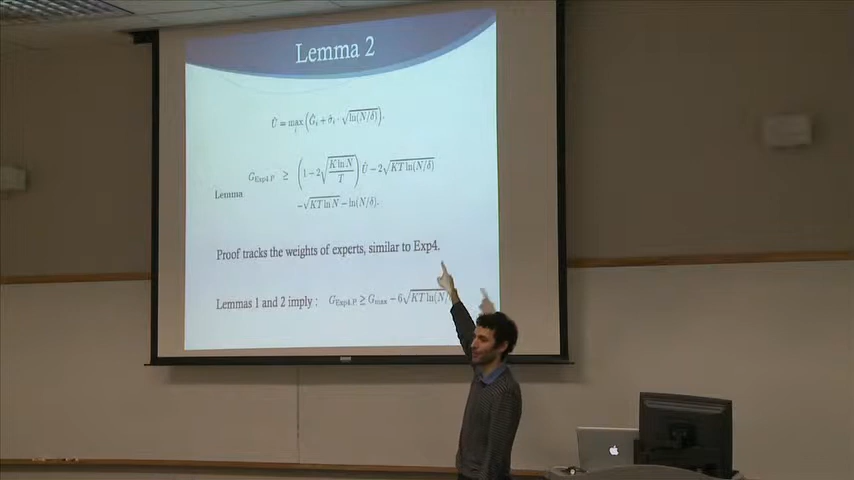 Lemma 2
Û = max_i (Ĝ_i + σ̂_i · √ln(N/δ)).
G_Exp4.P ≥ (1 − 2√(K ln N / T)) Û − 2√KT ln(N/δ)
Lemma
−√KT ln N − ln(N/δ).
Proof tracks the weights of experts, similar to Exp4.
Lemmas 1 and 2 imply : G_Exp4.P ≥ G_max − 6√KT ln(N/